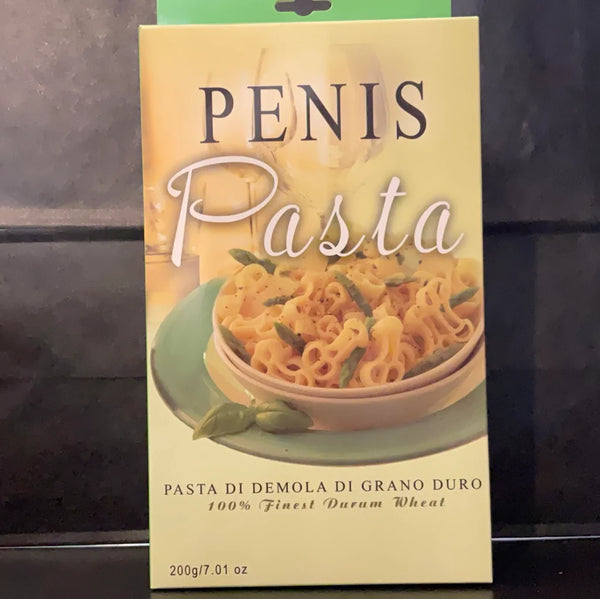 PENIS
Pasta
PASTA DI DEMOLA DI GRANO DURO
100% Finest Durum Wheat
200g/7.01 oz